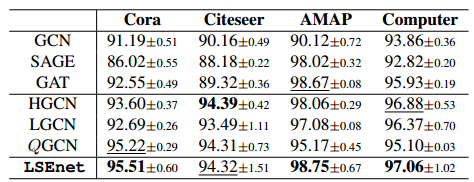 Cora Citeseer AMAP Computer
GCN 91.19±0.51 90.16±0.49 90.12±0.72 93.86±0.36
SAGE 86.02±0.55 88.18±0.22 98.02±0.32 92.82±0.20
GAT 92.55±0.49 89.32±0.36 98.67±0.08 95.93±0.19
HGCN 93.60±0.37 94.39±0.42 98.06±0.29 96.88±0.53
LGCN 92.69±0.26 93.49±1.11 97.08±0.08 96.37±0.70
QGCN 95.22±0.29 94.31±0.73 95.17±0.45 95.10±0.03
LSEnet 95.51±0.60 94.32±1.51 98.75±0.67 97.06±1.02